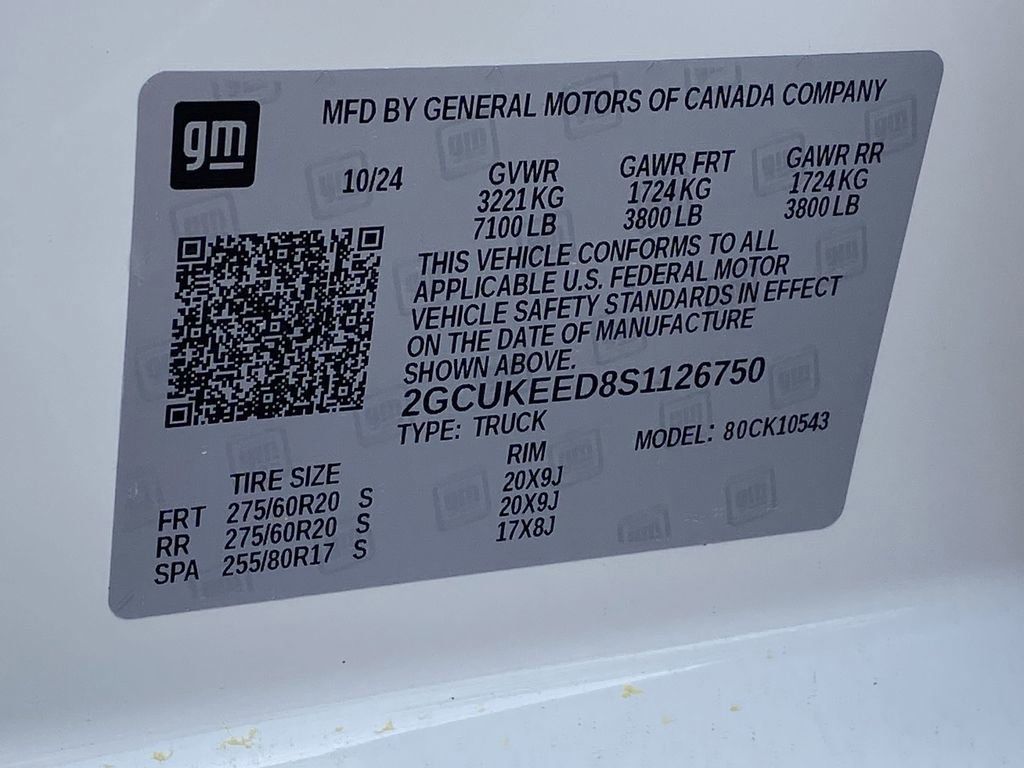 gm
MFD BY GENERAL MOTORS OF CANADA COMPANY
10/24
GVWR GAWR FRT GAWR RR
3221 KG 1724 KG 1724 KG
7100 LB 3800 LB 3800 LB
THIS VEHICLE CONFORMS TO ALL
APPLICABLE U.S. FEDERAL MOTOR
VEHICLE SAFETY STANDARDS IN EFFECT
ON THE DATE OF MANUFACTURE
SHOWN ABOVE.
2GCUKEED8S1126750
TYPE: TRUCK MODEL: 80CK10543
TIRE SIZE RIM
FRT 275/60R20 S 20X9J
RR 275/60R20 S 20X9J
SPA 255/80R17 S 17X8J